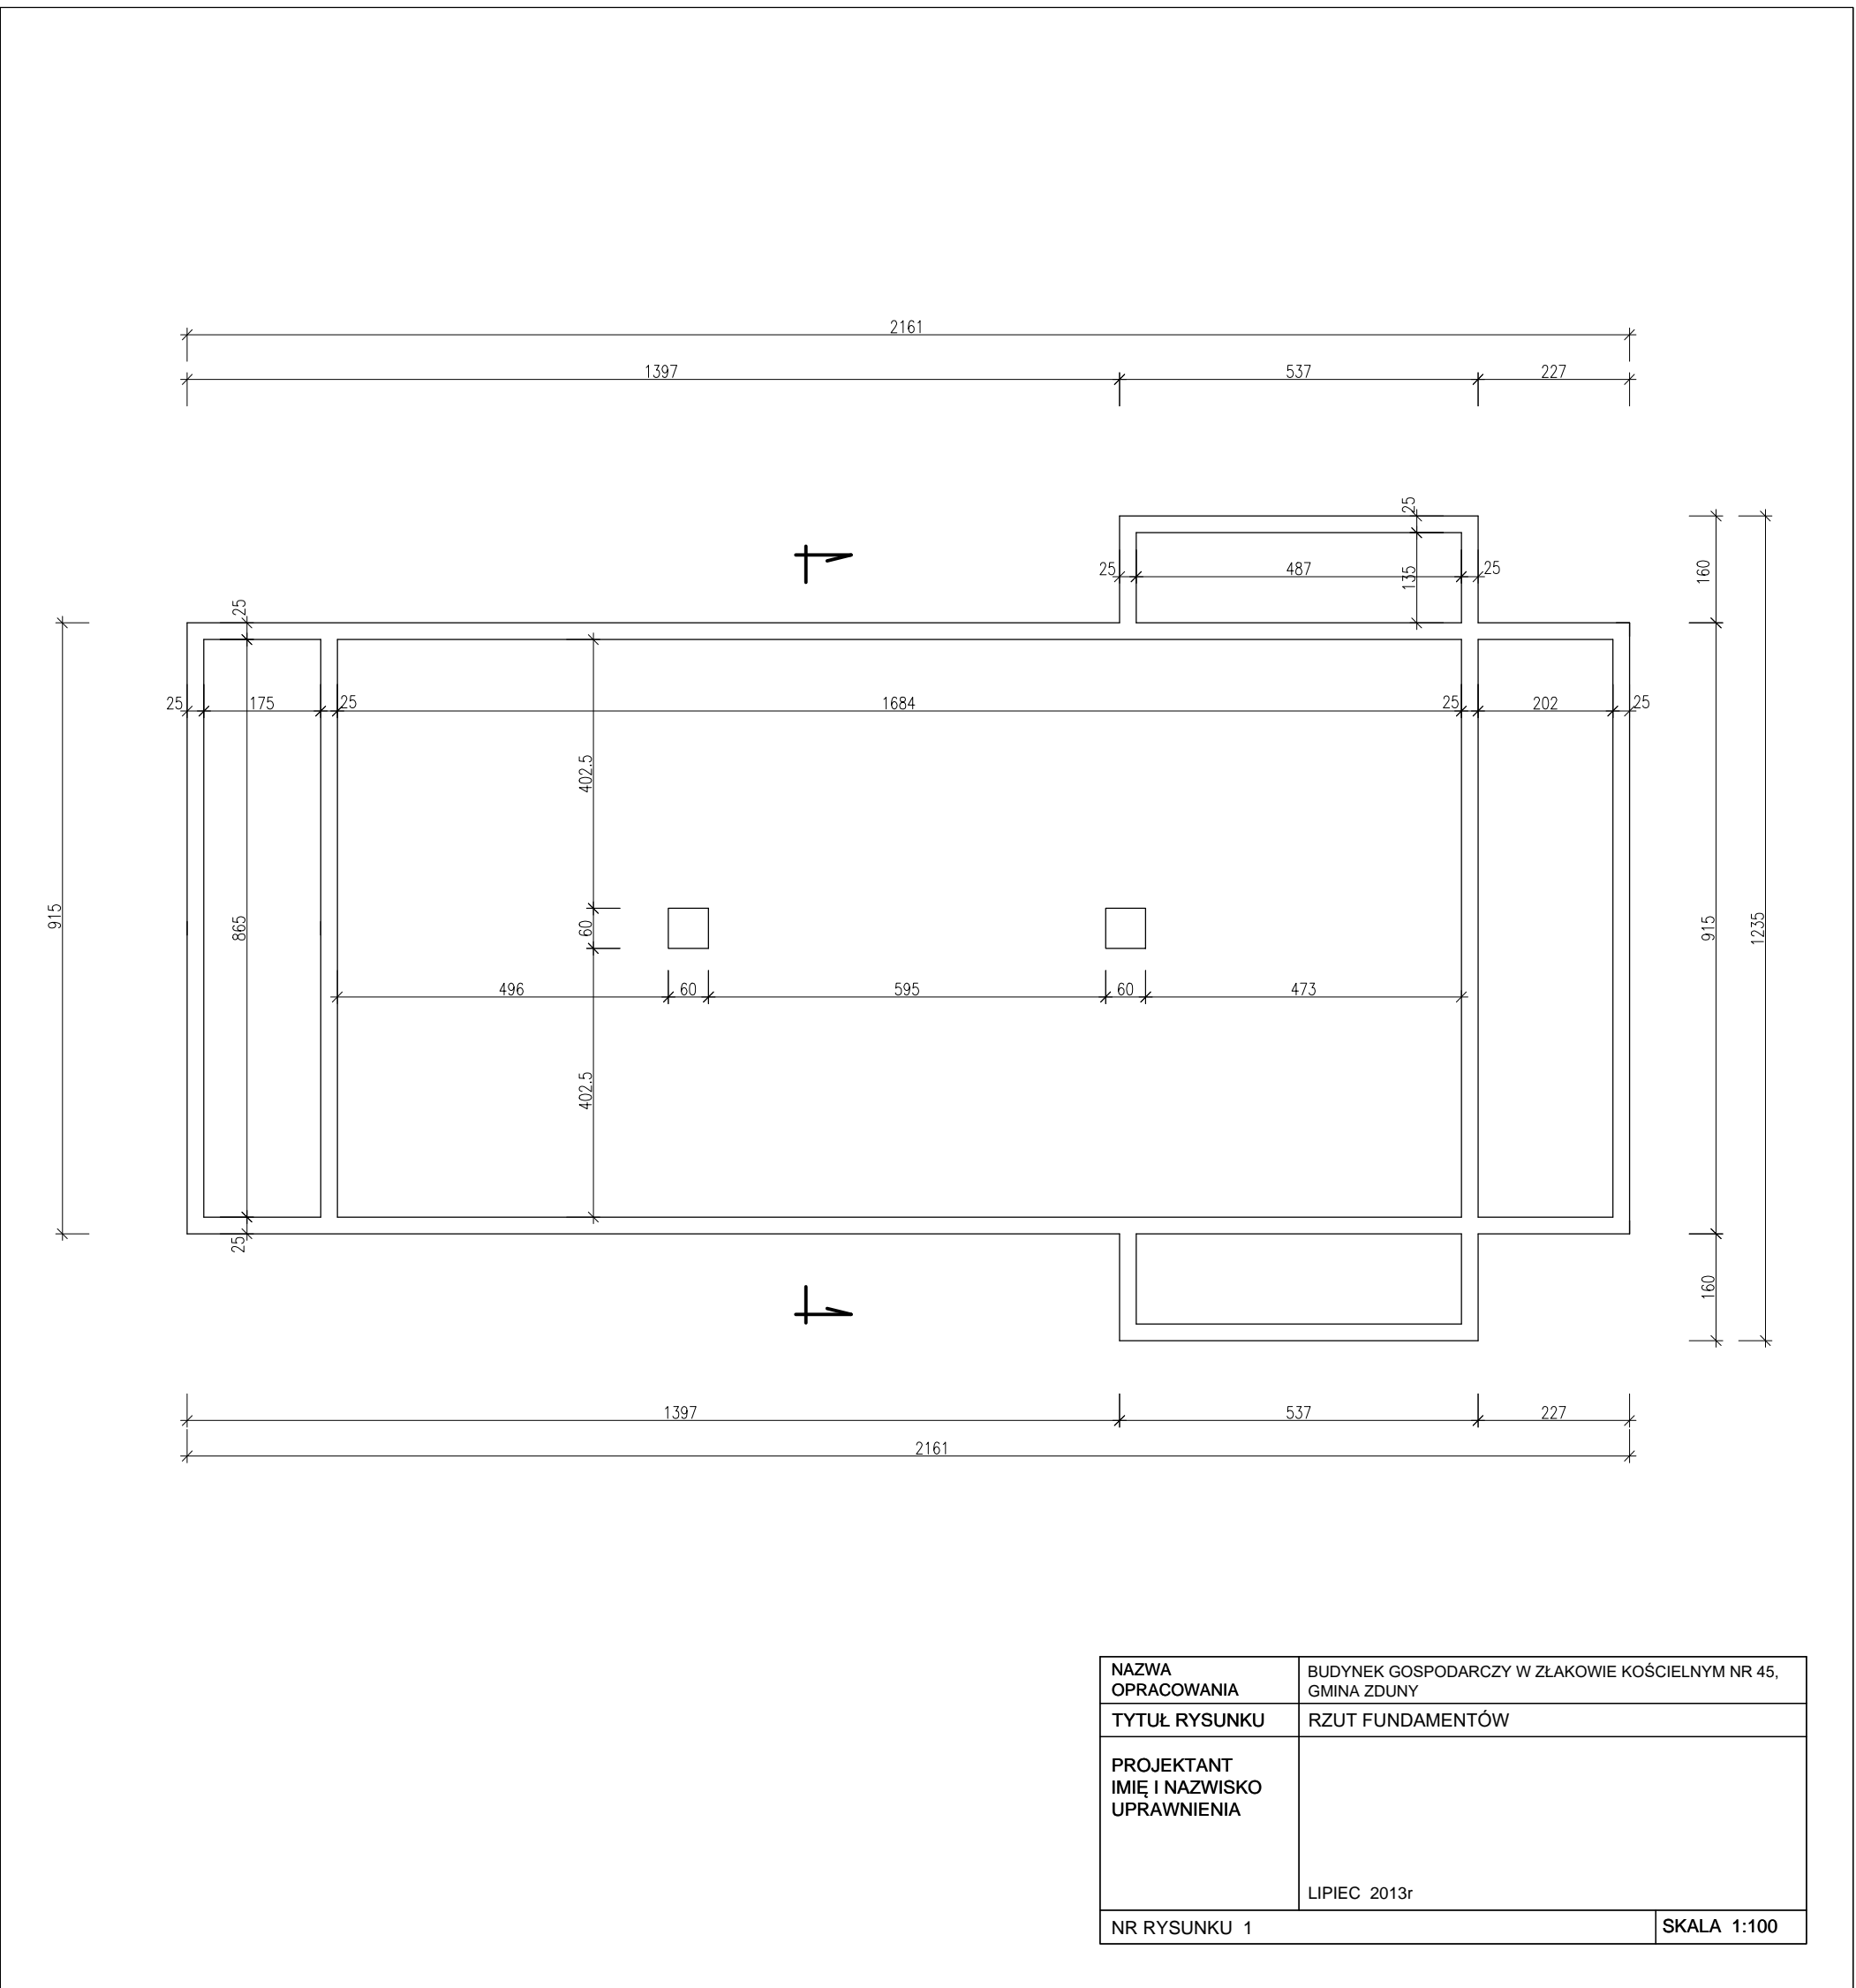 2161
1397 537 227
25
25 487 25
135
160
25
25 175 25 1684 25 202 25
402.5
915
865
60
915
1235
496 60 595 60 473
402.5
25
160
1397 537 227
2161
NAZWA
OPRACOWANIA
BUDYNEK GOSPODARCZY W ZŁAKOWIE KOŚCIELNYM NR 45,
GMINA ZDUNY
TYTUŁ RYSUNKU
RZUT FUNDAMENTÓW
PROJEKTANT
IMIĘ I NAZWISKO
UPRAWNIENIA
LIPIEC 2013r
NR RYSUNKU 1
SKALA 1:100